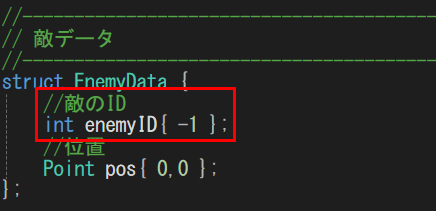 //----------------------------------------
// 敵データ
//----------------------------------------
struct EnemyData {
//敵のID
int enemyID{ -1 };
//位置
Point pos{ 0,0 };
};